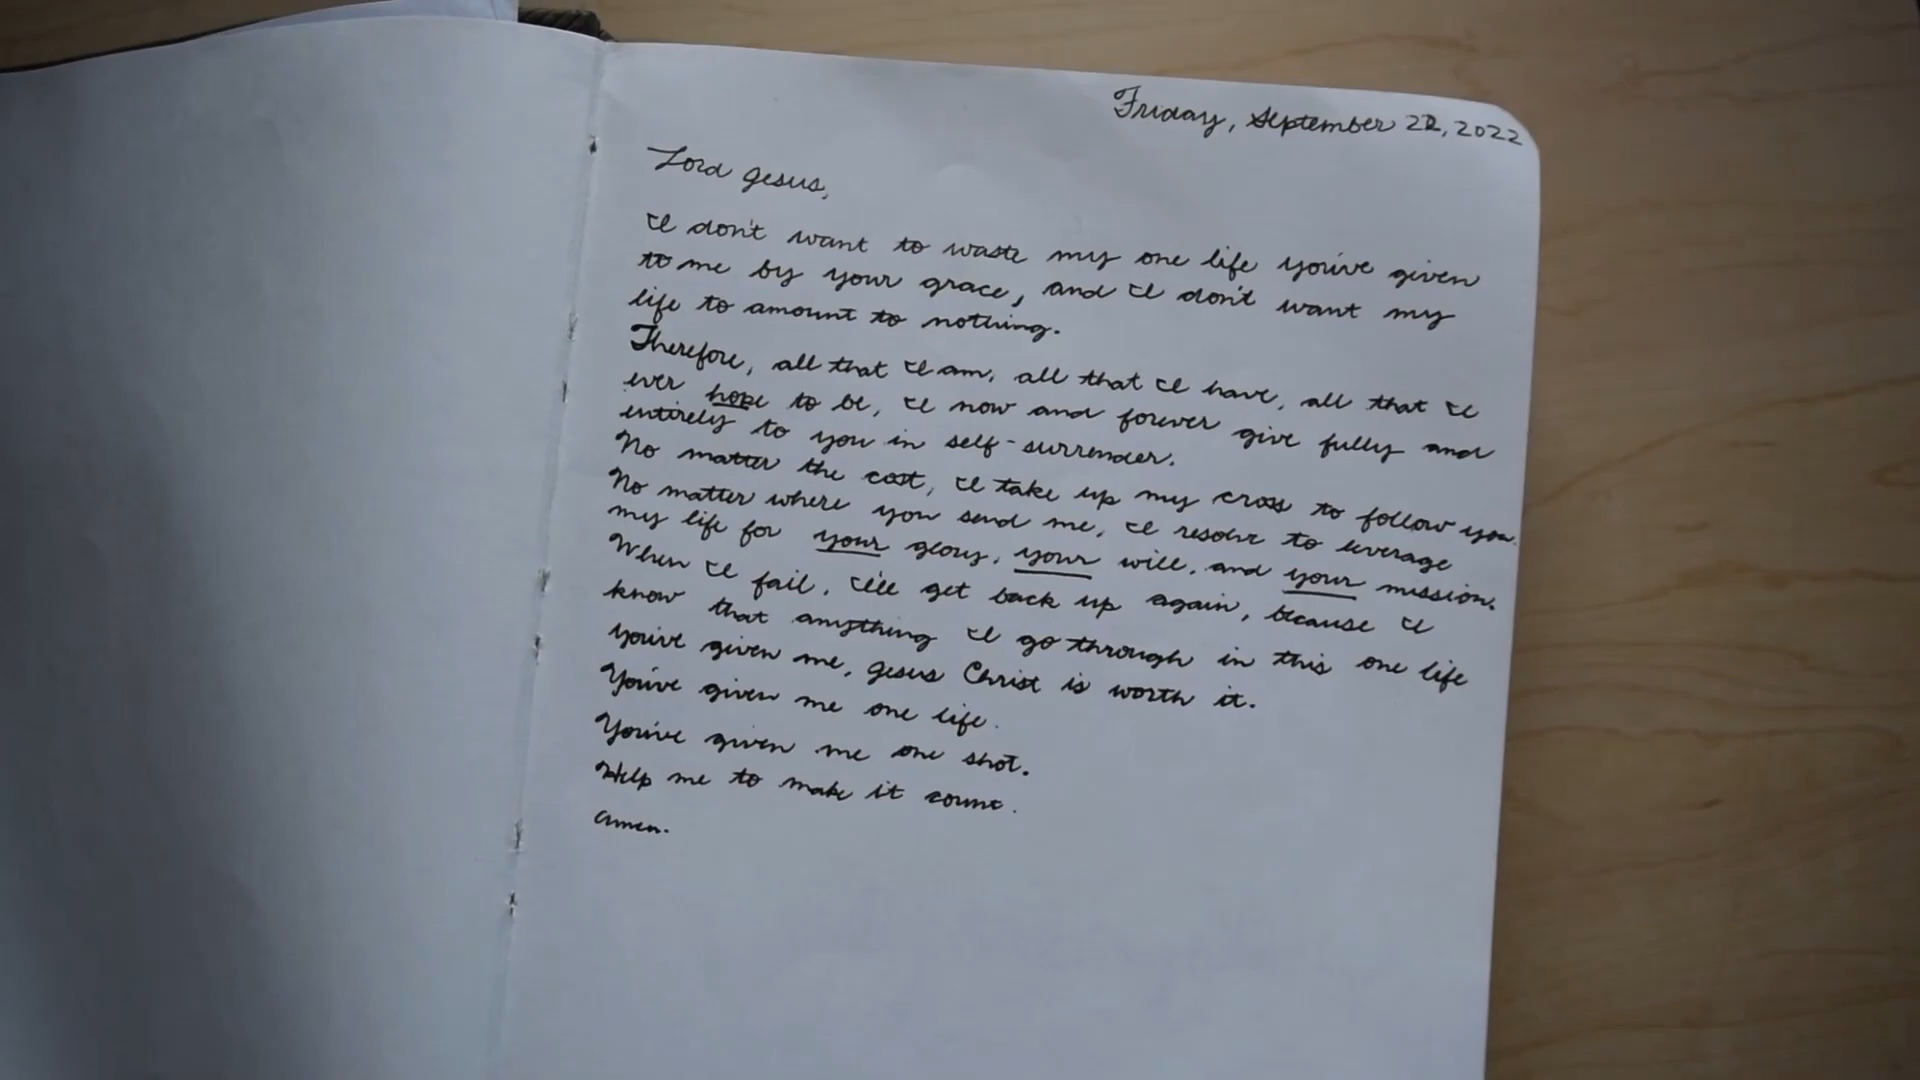 Friday, September 22, 2022
Lord Jesus,
I don't want to waste my one life you've given
to me by your grace, and I don't want my
life to amount to nothing.
Therefore, all that I am, all that I have, all that I
ever hope to be, I now and forever give fully and
entirely to you in self-surrender.
No matter the cost, I take up my cross to follow you.
No matter where you send me, I resolve to leverage
my life for your glory, your will, and your mission.
When I fail, I'll get back up again, because I
know that anything I go through in this one life
you've given me, Jesus Christ is worth it.
You've given me one life.
You've given me one shot.
Help me to make it count.
Amen.